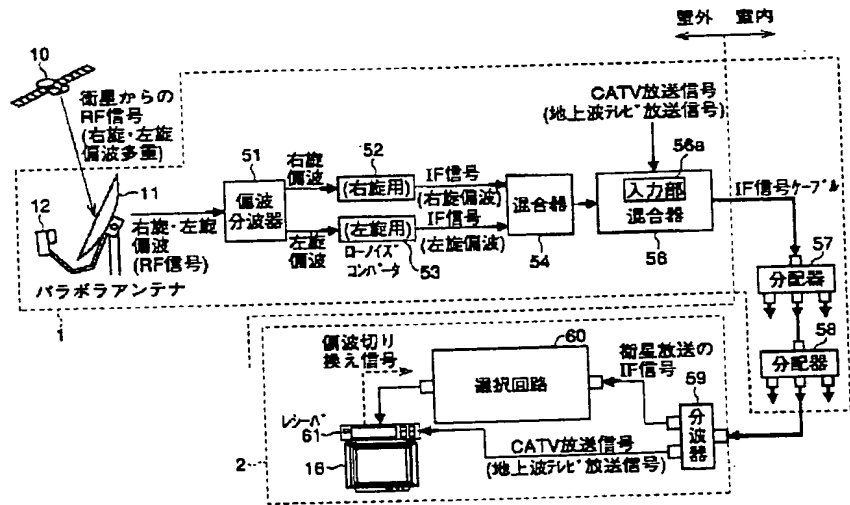 屋外
室内
10
衛星からの
RF信号
(右旋・左旋
偏波多重)
CATV放送信号
(地上波テレビ放送信号)
51
右旋
偏波
52
(右旋用)
IF信号
(右旋偏波)
56a
入力部
混合器
56
IF信号ケーブル
11
12
右旋・左旋
偏波
(RF信号)
偏波
分波器
左旋
偏波
(左旋用)
ローノイズ
コンバータ
53
IF信号
(左旋偏波)
混合器
54
57
分配器
パラボラアンテナ
1
58
分配器
偏波切り
換え信号
60
選択回路
衛星放送の
IF信号
59
分波器
レシーバ
61
CATV放送信号
(地上波テレビ放送信号)
2
16